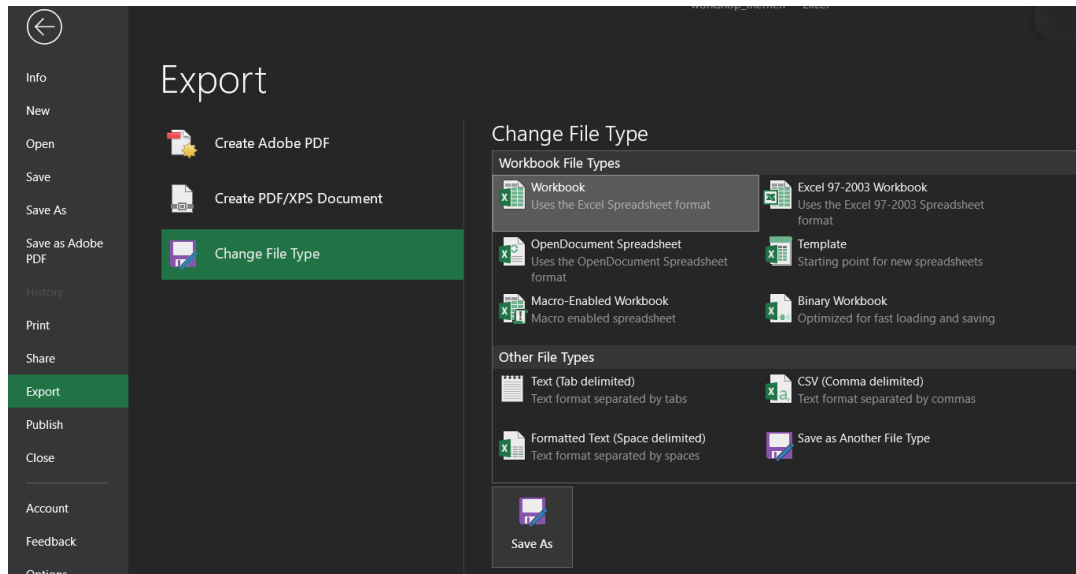 workshop_themen - Excel
Info
New
Open
Save
Save As
Save as Adobe
PDF
History
Print
Share
Export
Publish
Close
Account
Feedback
Options
Export
Create Adobe PDF
Create PDF/XPS Document
Change File Type
Change File Type
Workbook File Types
Workbook
Uses the Excel Spreadsheet format
Excel 97-2003 Workbook
Uses the Excel 97-2003 Spreadsheet
format
OpenDocument Spreadsheet
Uses the OpenDocument Spreadsheet
format
Template
Starting point for new spreadsheets
Macro-Enabled Workbook
Macro enabled spreadsheet
Binary Workbook
Optimized for fast loading and saving
Other File Types
Text (Tab delimited)
Text format separated by tabs
CSV (Comma delimited)
Text format separated by commas
Formatted Text (Space delimited)
Text format separated by spaces
Save as Another File Type
Save As